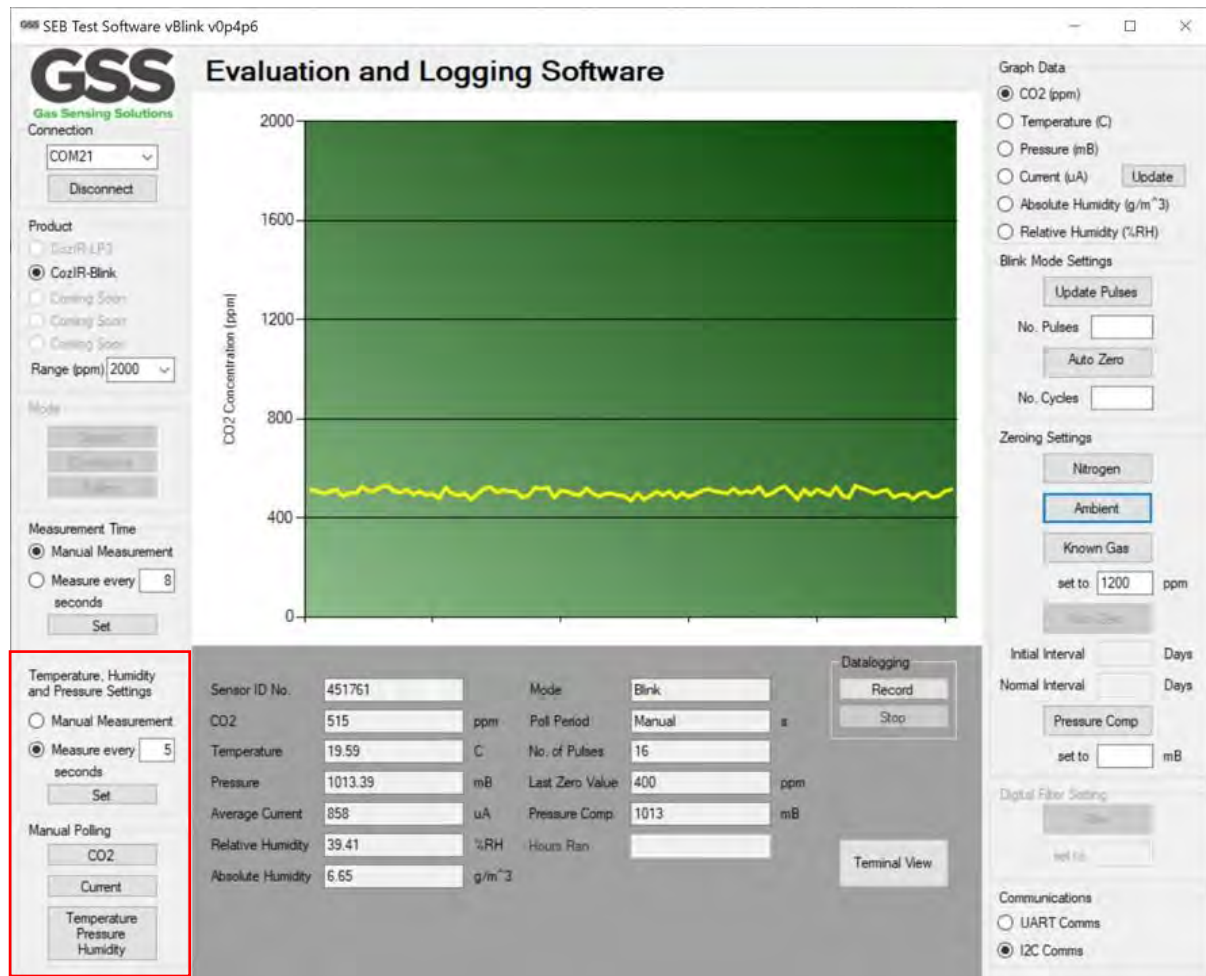 GSS SEB Test Software vBlink v0p4p6
GSS
Gas Sensing Solutions
Evaluation and Logging Software
Connection
COM21
Disconnect
Product
CozIR-LP3
CozIR-Blink
Coming Soon
Coming Soon
Coming Soon
Range (ppm) 2000
Mode
Measurement Time
Manual Measurement
Measure every 8
seconds
Set
Temperature, Humidity
and Pressure Settings
Manual Measurement
Measure every 5
seconds
Set
Manual Polling
CO2
Current
Temperature
Pressure
Humidity
CO2 Concentration (ppm)
2000
1600
1200
800
400
0
Sensor ID No. 451761
CO2 515 ppm
Temperature 19.59 C
Pressure 1013.39 mB
Average Current 858 uA
Relative Humidity 39.41 %RH
Absolute Humidity 6.65 g/m^3
Mode Blink
Poll Period Manual s
No. of Pulses 16
Last Zero Value 400 ppm
Pressure Comp. 1013 mB
Hours Ran
Datalogging
Record
Stop
Terminal View
Graph Data
CO2 (ppm)
Temperature (C)
Pressure (mB)
Current (uA) Update
Absolute Humidity (g/m^3)
Relative Humidity (%RH)
Blink Mode Settings
Update Pulses
No. Pulses
Auto Zero
No. Cycles
Zeroing Settings
Nitrogen
Ambient
Known Gas
set to 1200 ppm
Auto Zero
Initial Interval Days
Normal Interval Days
Pressure Comp
set to mB
Digital Filter Setting
set to
Communications
UART Comms
I2C Comms